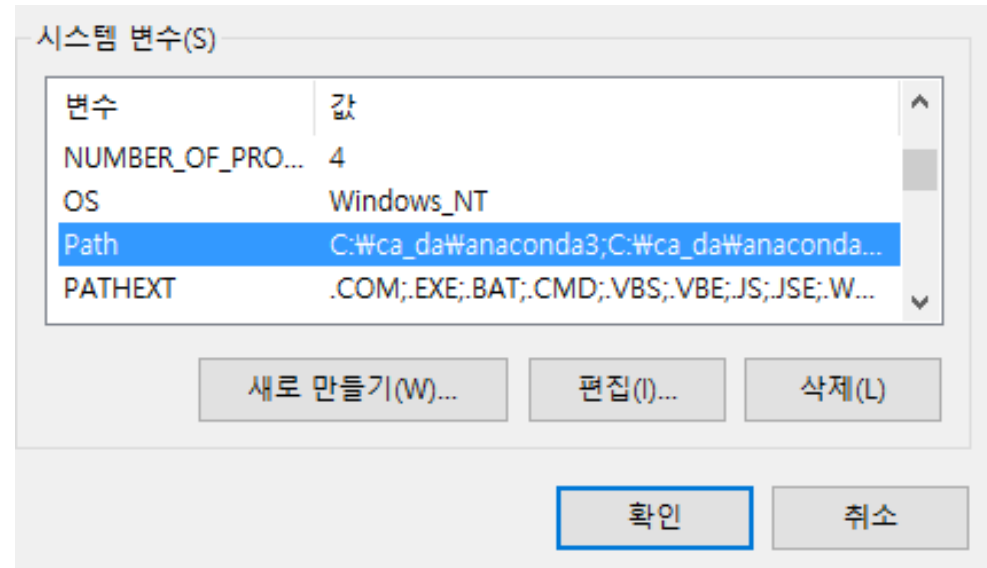 시스템 변수(S)
변수 값
NUMBER_OF_PRO... 4
OS Windows_NT
Path C:₩ca_da₩anaconda3;C:₩ca_da₩anaconda...
PATHEXT .COM;.EXE;.BAT;.CMD;.VBS;.VBE;.JS;.JSE;.W...
새로 만들기(W)... 편집(I)... 삭제(L)
확인 취소